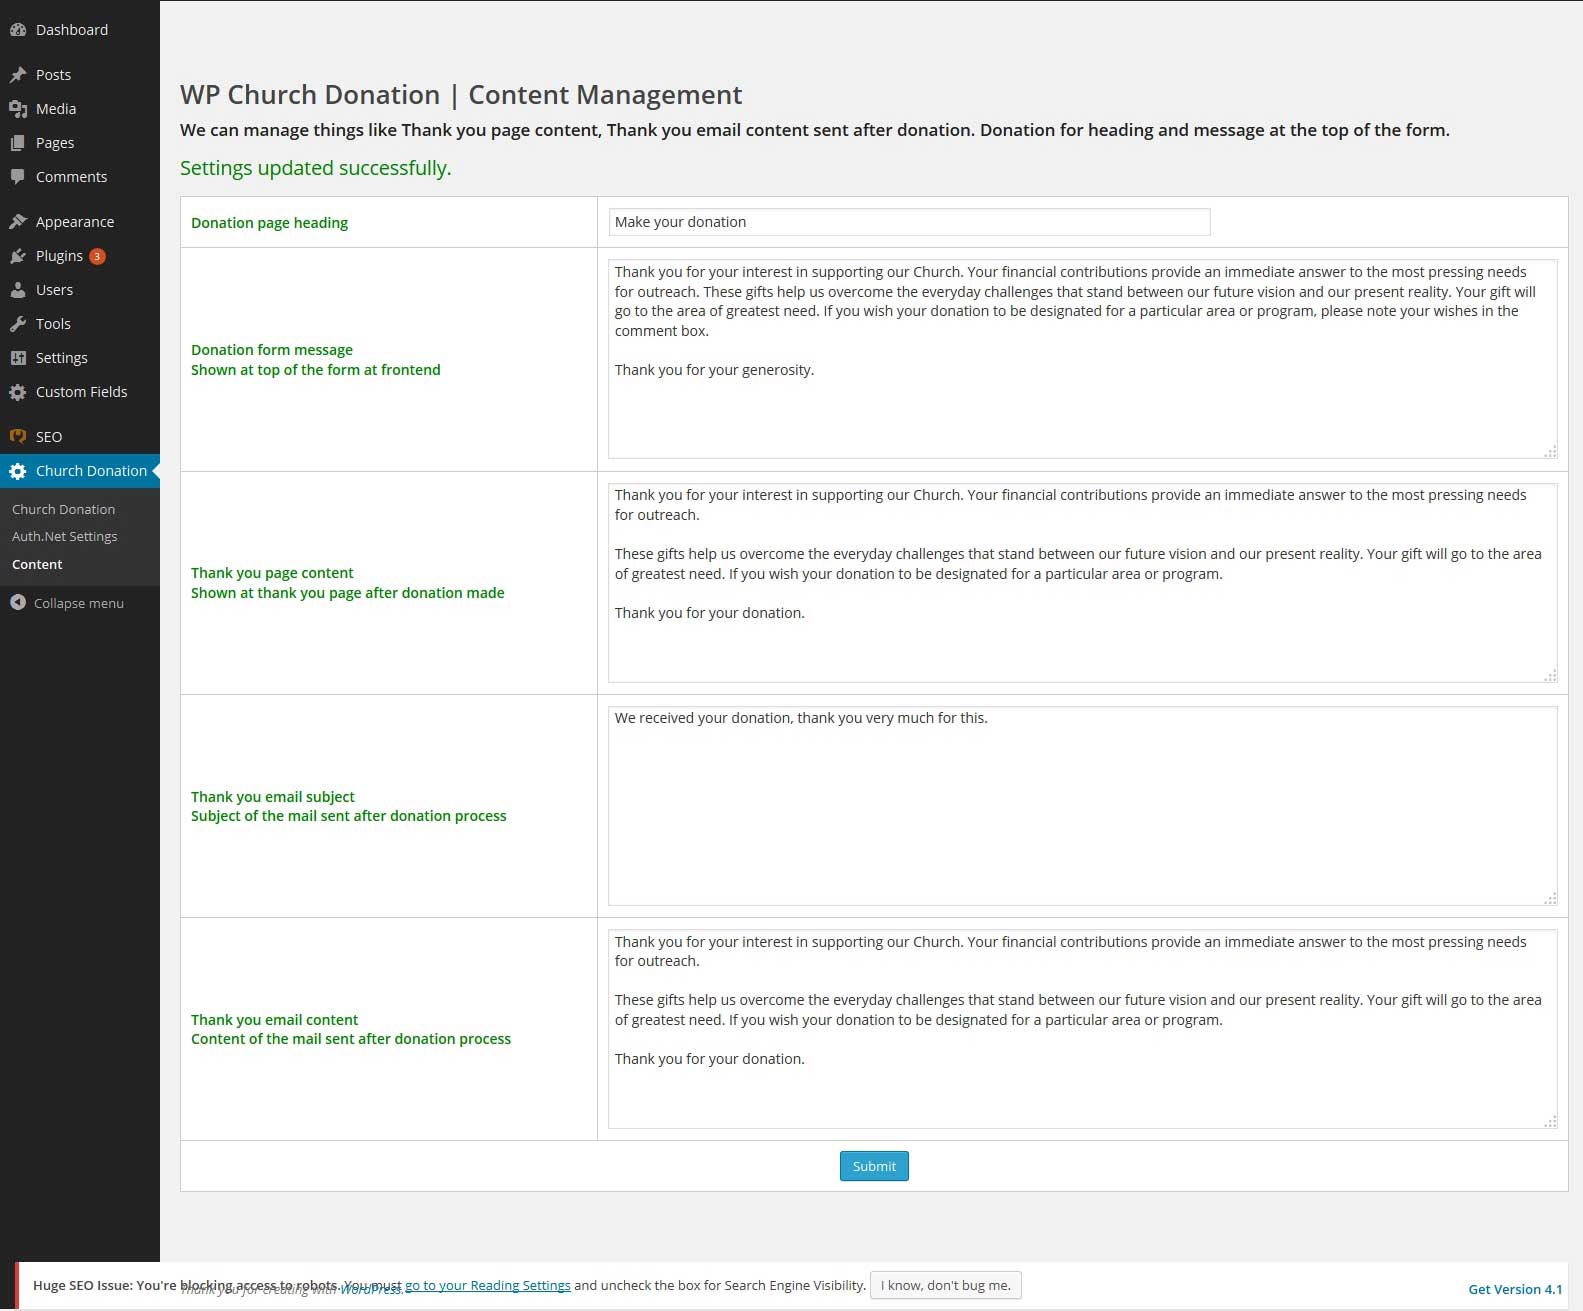 Dashboard
Posts
Media
Pages
Comments
Appearance
Plugins 3
Users
Tools
Settings
Custom Fields
SEO
Church Donation
Church Donation
Auth.Net Settings
Content
Collapse menu
WP Church Donation | Content Management
We can manage things like Thank you page content, Thank you email content sent after donation. Donation for heading and message at the top of the form.
Settings updated successfully.
Donation page heading
Make your donation
Donation form message
Shown at top of the form at frontend
Thank you for your interest in supporting our Church. Your financial contributions provide an immediate answer to the most pressing needs
for outreach. These gifts help us overcome the everyday challenges that stand between our future vision and our present reality. Your gift will
go to the area of greatest need. If you wish your donation to be designated for a particular area or program, please note your wishes in the
comment box.
Thank you for your generosity.
Thank you page content
Shown at thank you page after donation made
Thank you for your interest in supporting our Church. Your financial contributions provide an immediate answer to the most pressing needs
for outreach.
These gifts help us overcome the everyday challenges that stand between our future vision and our present reality. Your gift will go to the area
of greatest need. If you wish your donation to be designated for a particular area or program.
Thank you for your donation.
Thank you email subject
Subject of the mail sent after donation process
We received your donation, thank you very much for this.
Thank you email content
Content of the mail sent after donation process
Thank you for your interest in supporting our Church. Your financial contributions provide an immediate answer to the most pressing needs
for outreach.
These gifts help us overcome the everyday challenges that stand between our future vision and our present reality. Your gift will go to the area
of greatest need. If you wish your donation to be designated for a particular area or program.
Thank you for your donation.
Submit
Huge SEO Issue: You're blocking access to robots. You must go to your Reading Settings and uncheck the box for Search Engine Visibility. I know, don't bug me.
Thank you for creating with WordPress.
Get Version 4.1